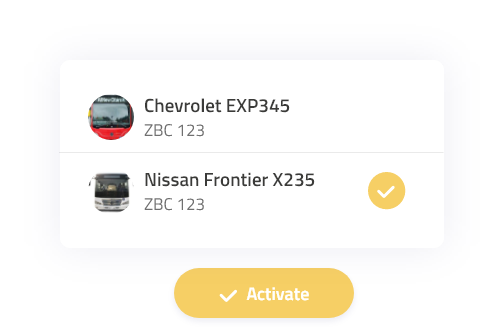 Chevrolet EXP345
ZBC 123
Nissan Frontier X235
ZBC 123
Activate